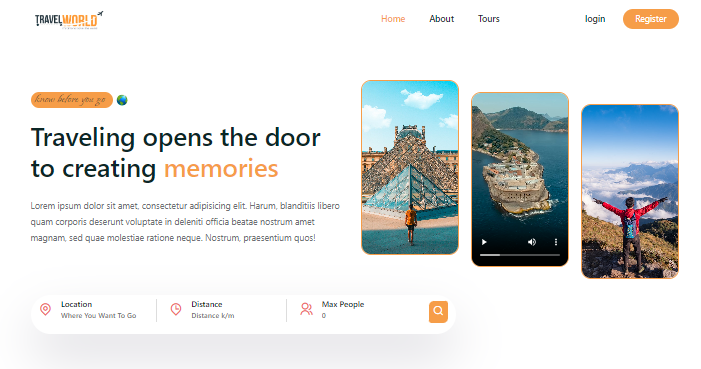 TRAVEL WORLD
Home About Tours login Register
know before you go
Traveling opens the door
to creating memories
Lorem ipsum dolor sit amet, consectetur adipisicing elit. Harum, blanditiis libero
quam corporis deserunt voluptate in deleniti officia beatae nostrum amet
magnam, sed quae molestiae ratione neque. Nostrum, praesentium quos!
Location Distance Max People
Where You Want To Go Distance k/m 0